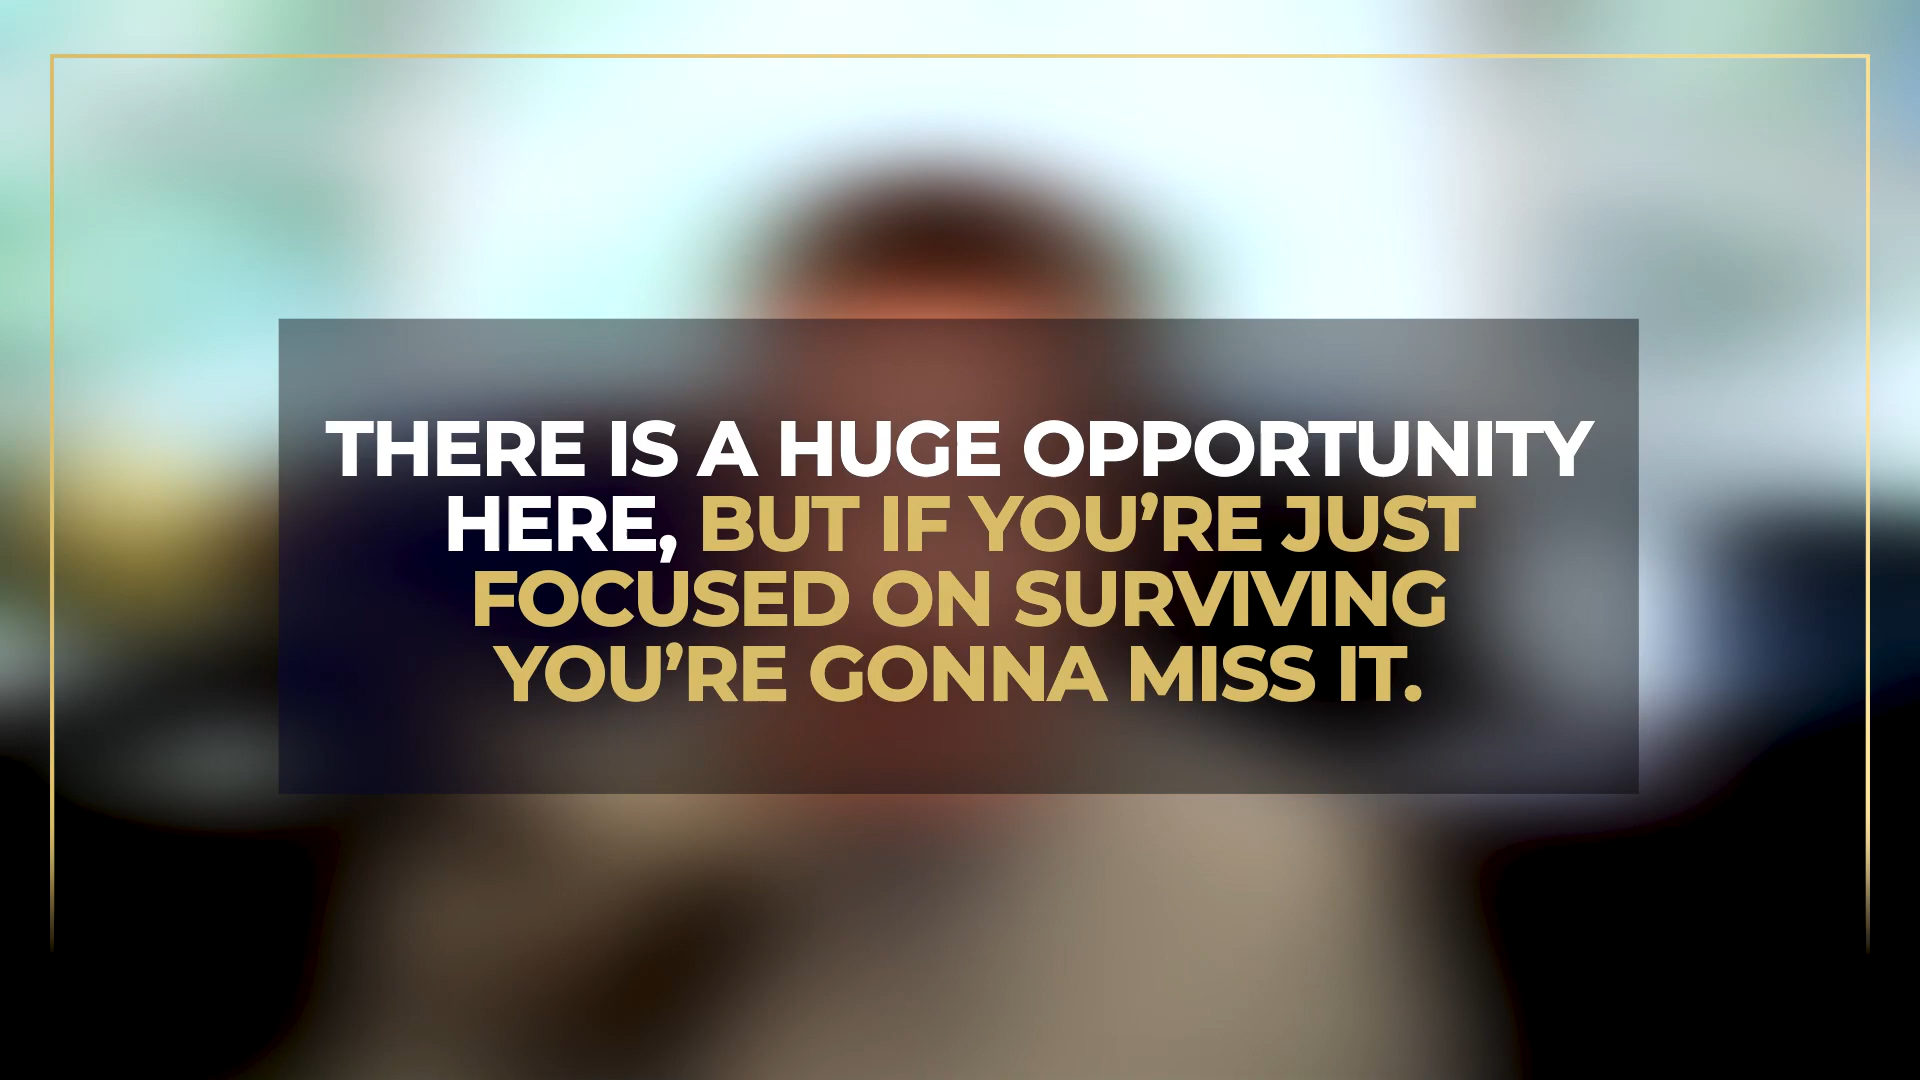 THERE IS A HUGE OPPORTUNITY
HERE, BUT IF YOU’RE JUST
FOCUSED ON SURVIVING
YOU’RE GONNA MISS IT.